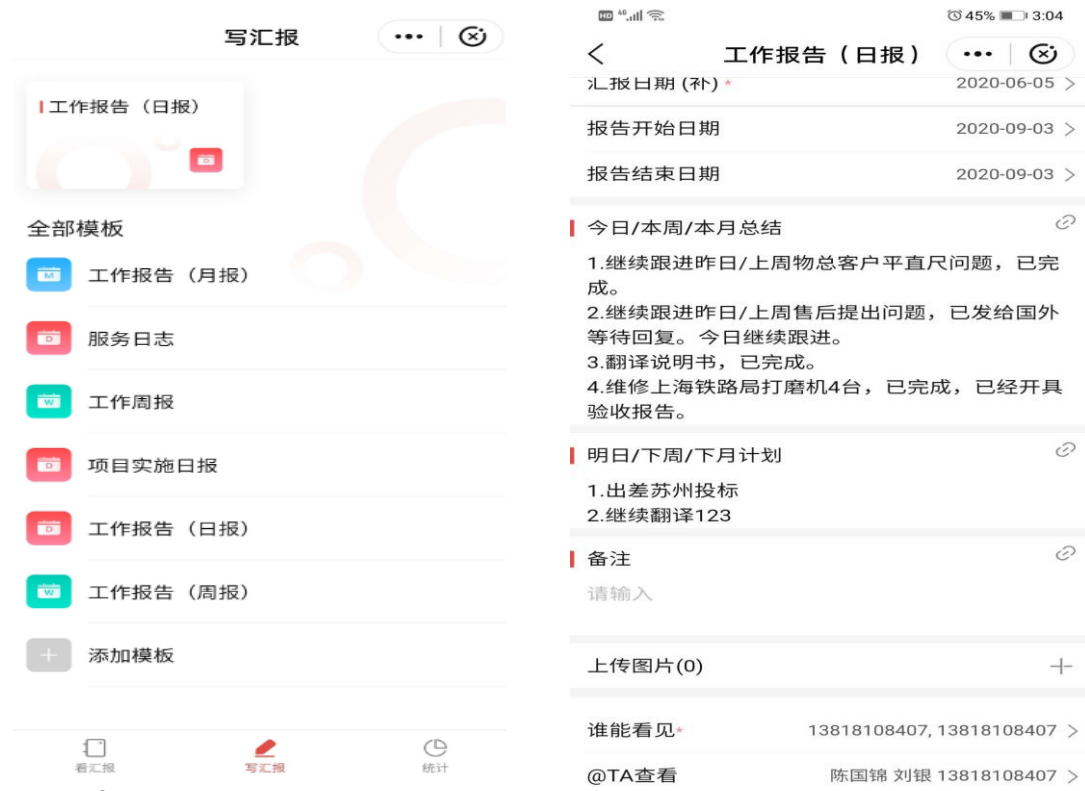 写汇报
工作报告（日报）
D
全部模板
M 工作报告（月报）
D 服务日志
W 工作周报
D 项目实施日报
D 工作报告（日报）
W 工作报告（周报）
添加模板
看汇报 写汇报 统计
HD 4G 45% 3:04
工作报告（日报）
汇报日期 (补) * 2020-06-05 >
报告开始日期 2020-09-03 >
报告结束日期 2020-09-03 >
今日/本周/本月总结
1.继续跟进昨日/上周物总客户平直尺问题，已完
成。
2.继续跟进昨日/上周售后提出问题，已发给国外
等待回复。今日继续跟进。
3.翻译说明书，已完成。
4.维修上海铁路局打磨机4台，已完成，已经开具
验收报告。
明日/下周/下月计划
1.出差苏州投标
2.继续翻译123
备注
请输入
上传图片(0)
谁能看见* 13818108407, 13818108407 >
@TA查看 陈国锦 刘银 13818108407 >